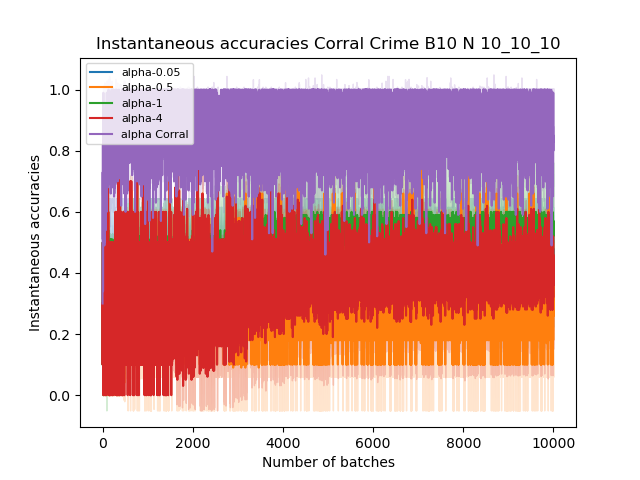 Instantaneous accuracies Corral Crime B10 N 10_10_10
alpha-0.05
alpha-0.5
alpha-1
alpha-4
alpha Corral
1.0
0.8
0.6
0.4
0.2
0.0
Instantaneous accuracies
0 2000 4000 6000 8000 10000
Number of batches